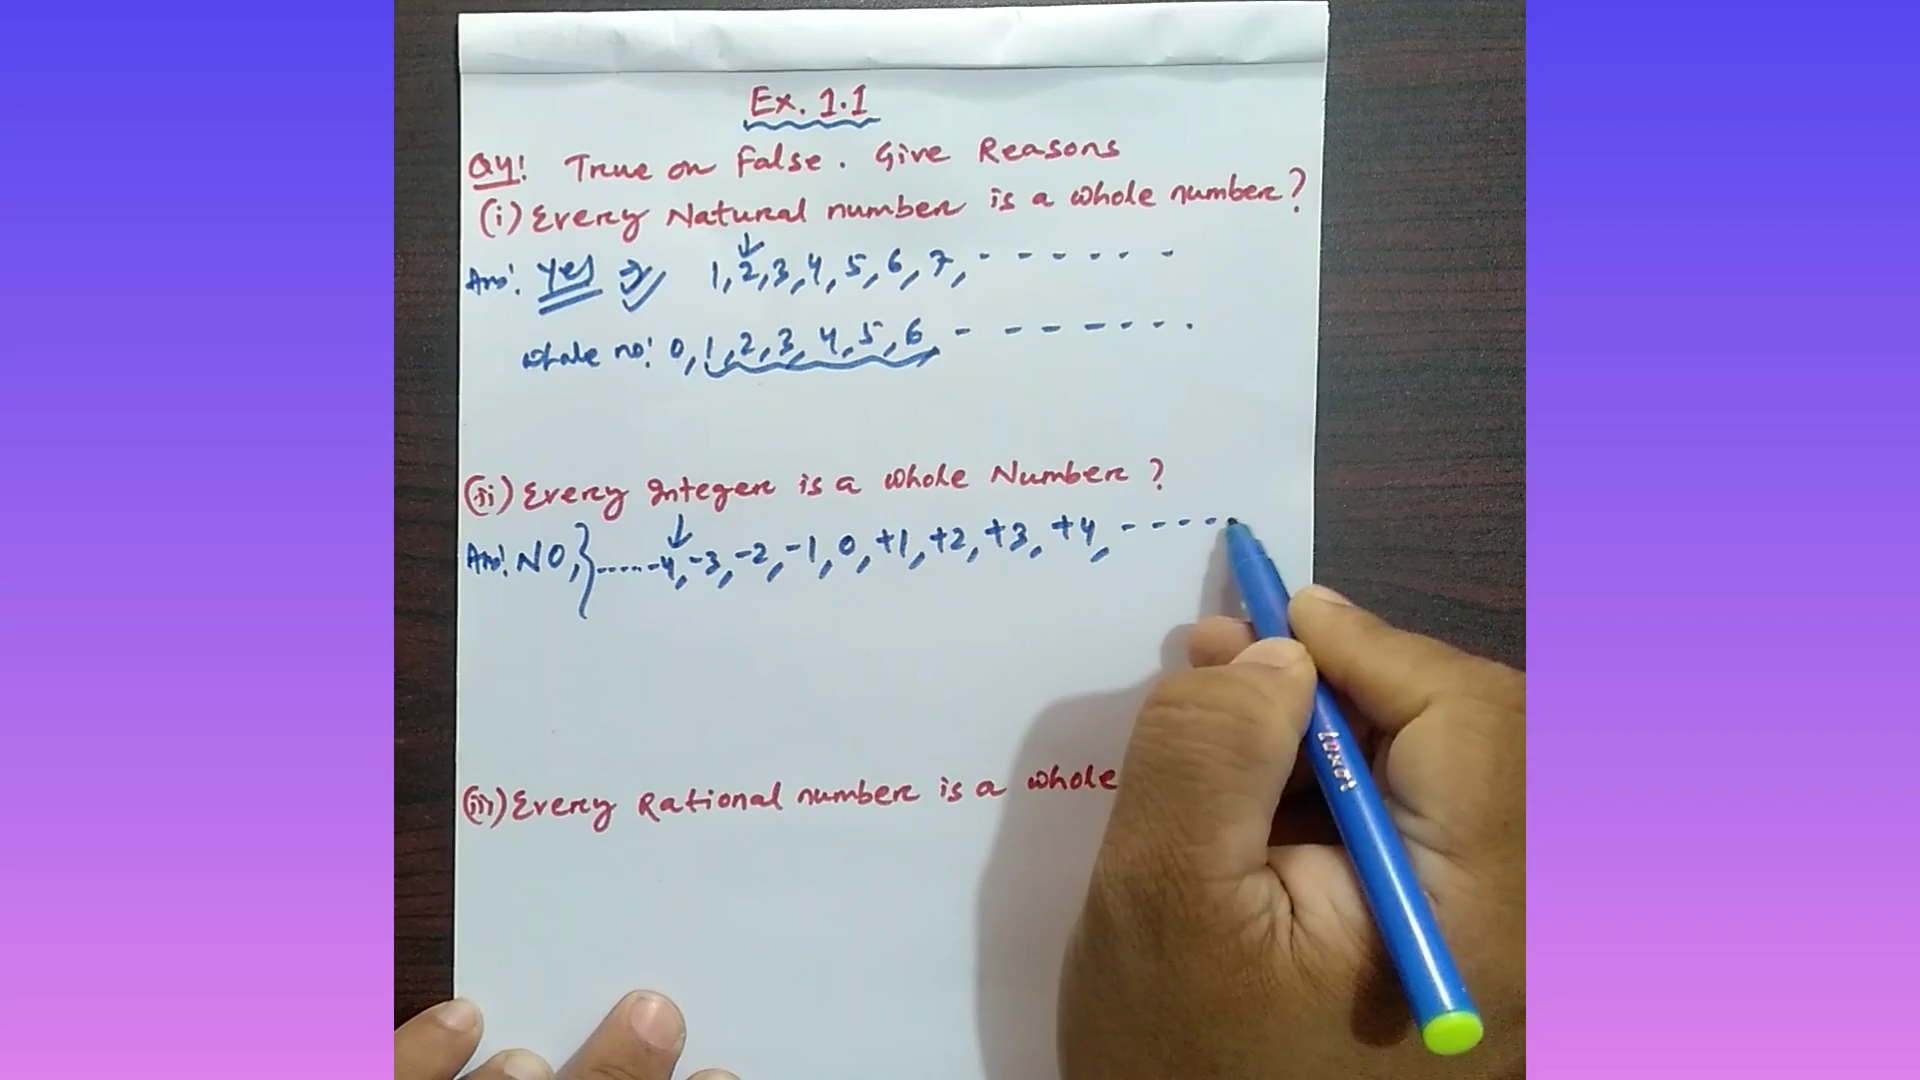 Ex. 1.1
Q4! True or False. Give Reasons
(i) Every Natural number is a whole number?
Ans! Yes ⇒ 1, 2, 3, 4, 5, 6, 7, - - - - - - -
whole no! 0, 1, 2, 3, 4, 5, 6 - - - - - - - .
(ii) Every Integer is a whole Number ?
Ans! NO, } ......-4, -3, -2, -1, 0, +1, +2, +3, +4, - - - - -
(iii) Every Rational number is a whole
Luxor